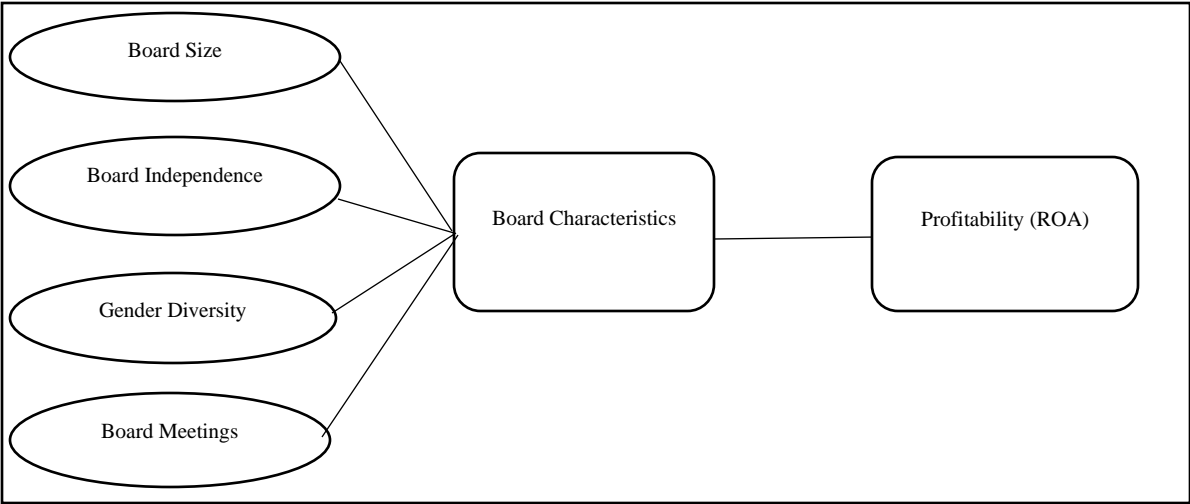 Board Size
Board Independence
Gender Diversity
Board Meetings
Board Characteristics
Profitability (ROA)